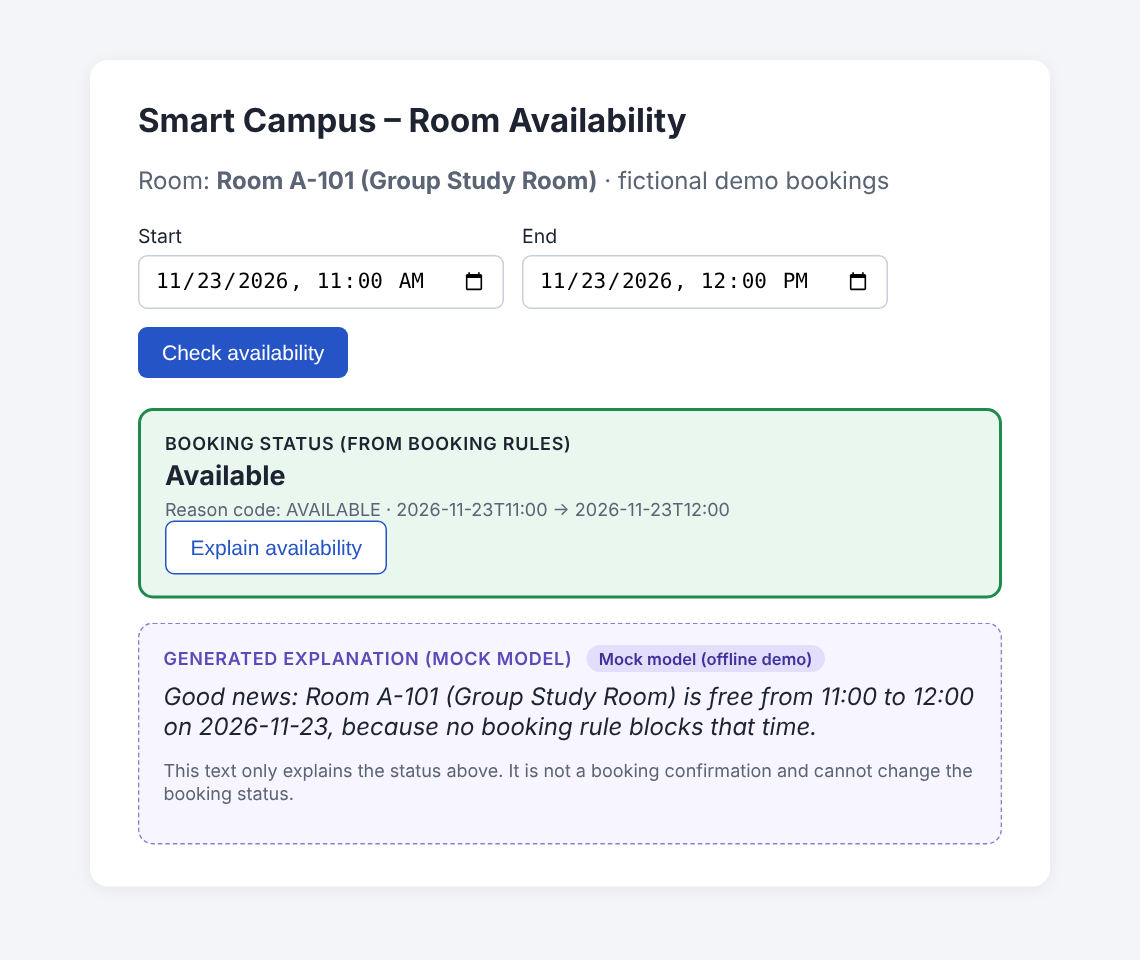 Smart Campus – Room Availability
Room: Room A-101 (Group Study Room) · fictional demo bookings
Start
End
11/23/2026, 11:00 AM
11/23/2026, 12:00 PM
Check availability
BOOKING STATUS (FROM BOOKING RULES)
Available
Reason code: AVAILABLE · 2026-11-23T11:00 → 2026-11-23T12:00
Explain availability
GENERATED EXPLANATION (MOCK MODEL)
Mock model (offline demo)
Good news: Room A-101 (Group Study Room) is free from 11:00 to 12:00
on 2026-11-23, because no booking rule blocks that time.
This text only explains the status above. It is not a booking confirmation and cannot change the
booking status.